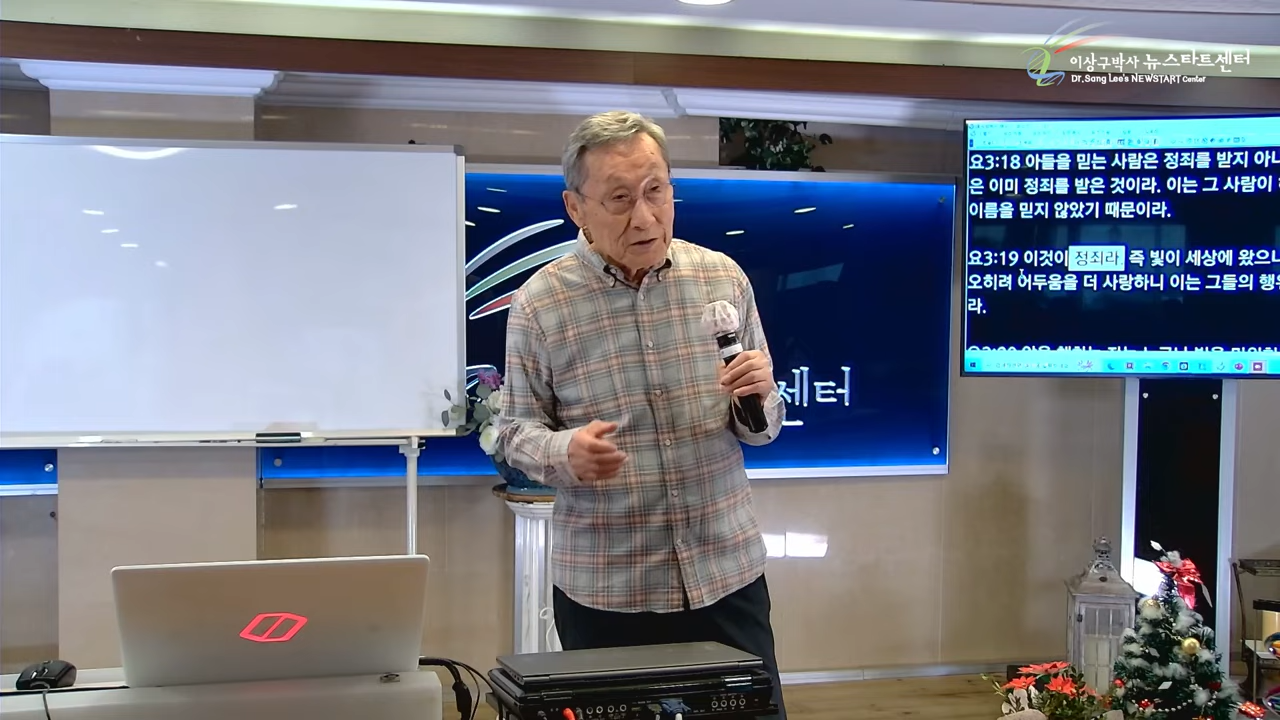 이상구박사 뉴스타트센터
Dr.Sang Lee's NEWSTART Center
요3:18 아들을 믿는 사람은 정죄를 받지 아니
은 이미 정죄를 받은 것이라. 이는 그 사람이
이름을 믿지 않았기 때문이라.
요3:19 이것이 정죄라 즉 빛이 세상에 왔으나
오히려 어두움을 더 사랑하니 이는 그들의 행위
라.
센터